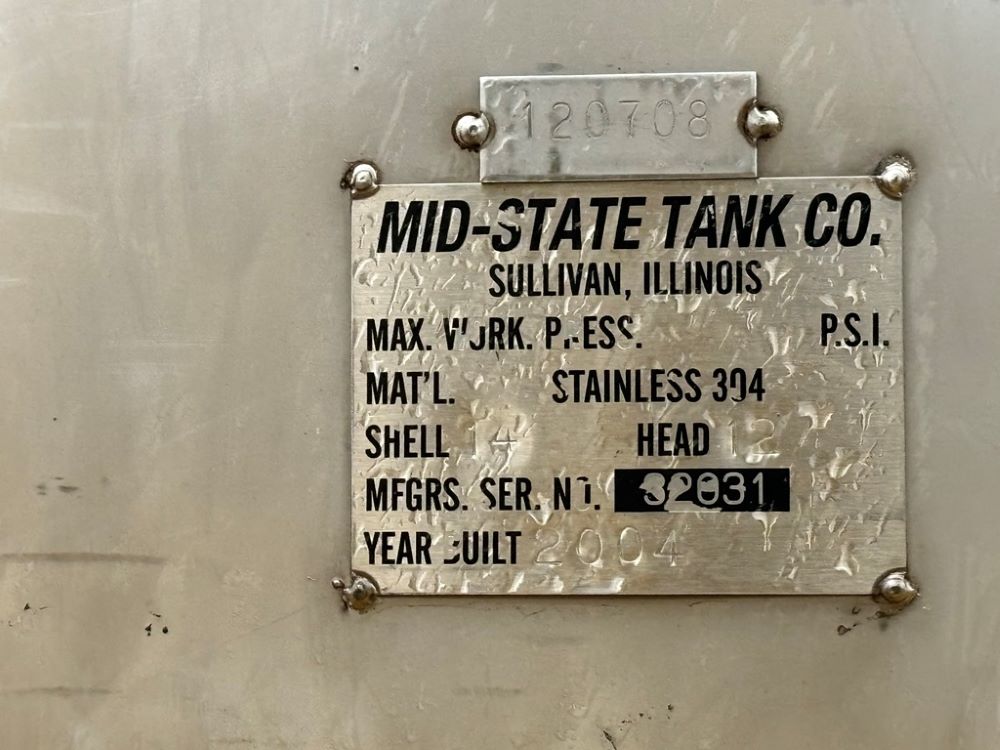 120708
MID-STATE TANK CO.
SULLIVAN, ILLINOIS
MAX. WORK. PRESS. P.S.I.
MAT'L. STAINLESS 304
SHELL 14 HEAD 12
MFGRS. SER. NO. 32031
YEAR BUILT 2004